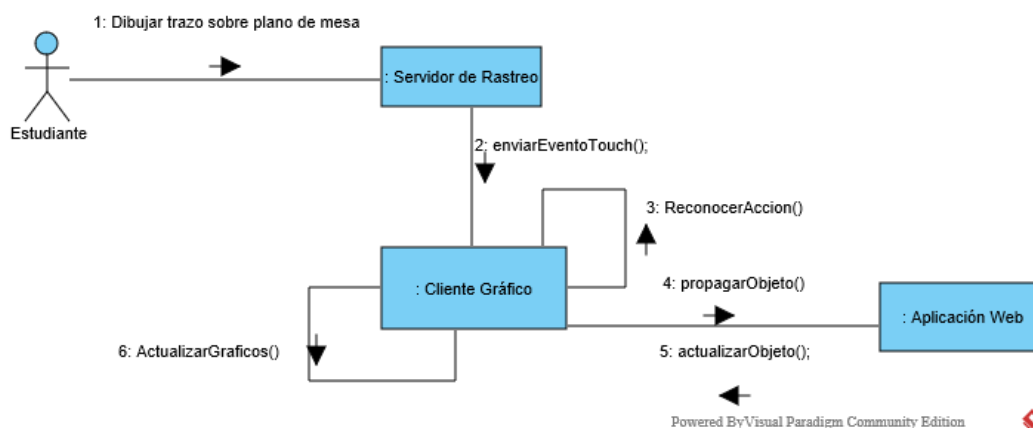 1: Dibujar trazo sobre plano de mesa
: Servidor de Rastreo
Estudiante
2: enviarEventoTouch();
3: ReconocerAccion()
: Cliente Gráfico
4: propagarObjeto()
: Aplicación Web
6: ActualizarGraficos()
5: actualizarObjeto();
Powered ByVisual Paradigm Community Edition